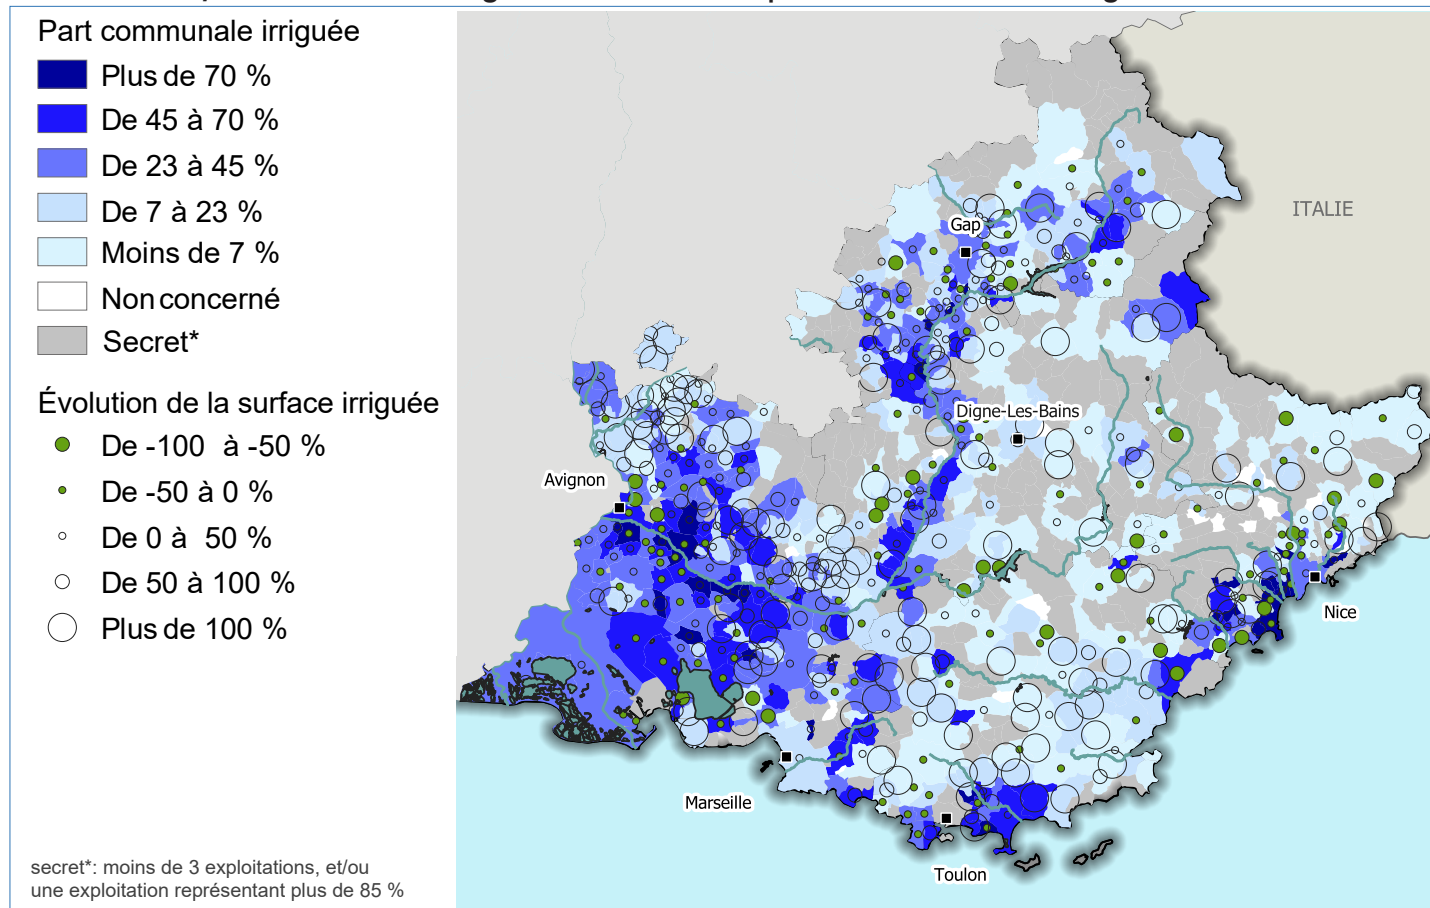 Part communale irriguée
Plus de 70 %
De 45 à 70 %
De 23 à 45 %
De 7 à 23 %
Moins de 7 %
Non concerné
Secret*
Évolution de la surface irriguée
De -100 à -50 %
De -50 à 0 %
De 0 à 50 %
De 50 à 100 %
Plus de 100 %
secret*: moins de 3 exploitations, et/ou
une exploitation représentant plus de 85 %
ITALIE
Gap
Digne-Les-Bains
Avignon
Nice
Marseille
Toulon